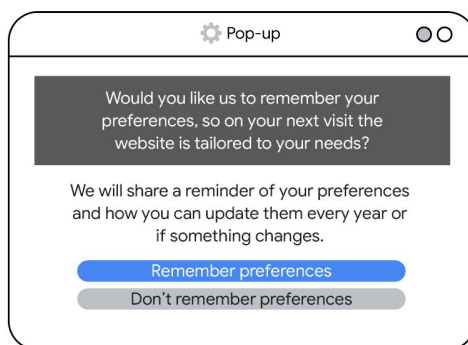 Pop-up
Would you like us to remember your
preferences, so on your next visit the
website is tailored to your needs?
We will share a reminder of your preferences
and how you can update them every year or
if something changes.
Remember preferences
Don't remember preferences